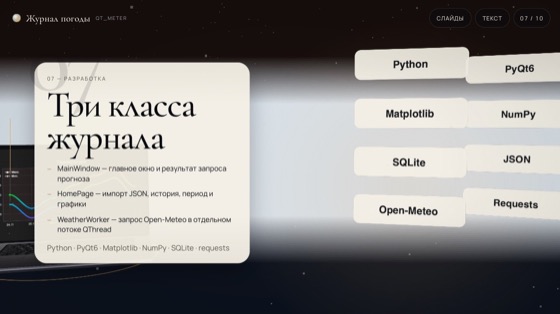 Журнал погоды QT_METER
СЛАЙДЫ
ТЕКСТ
07 / 10
07
07 — РАЗРАБОТКА
Три класса
журнала
– MainWindow — главное окно и результат запроса
прогноза
– HomePage — импорт JSON, история, период и
графики
– WeatherWorker — запрос Open-Meteo в отдельном
потоке QThread
Python · PyQt6 · Matplotlib · NumPy · SQLite · requests
Python
PyQt6
Matplotlib
NumPy
SQLite
JSON
Open-Meteo
Requests